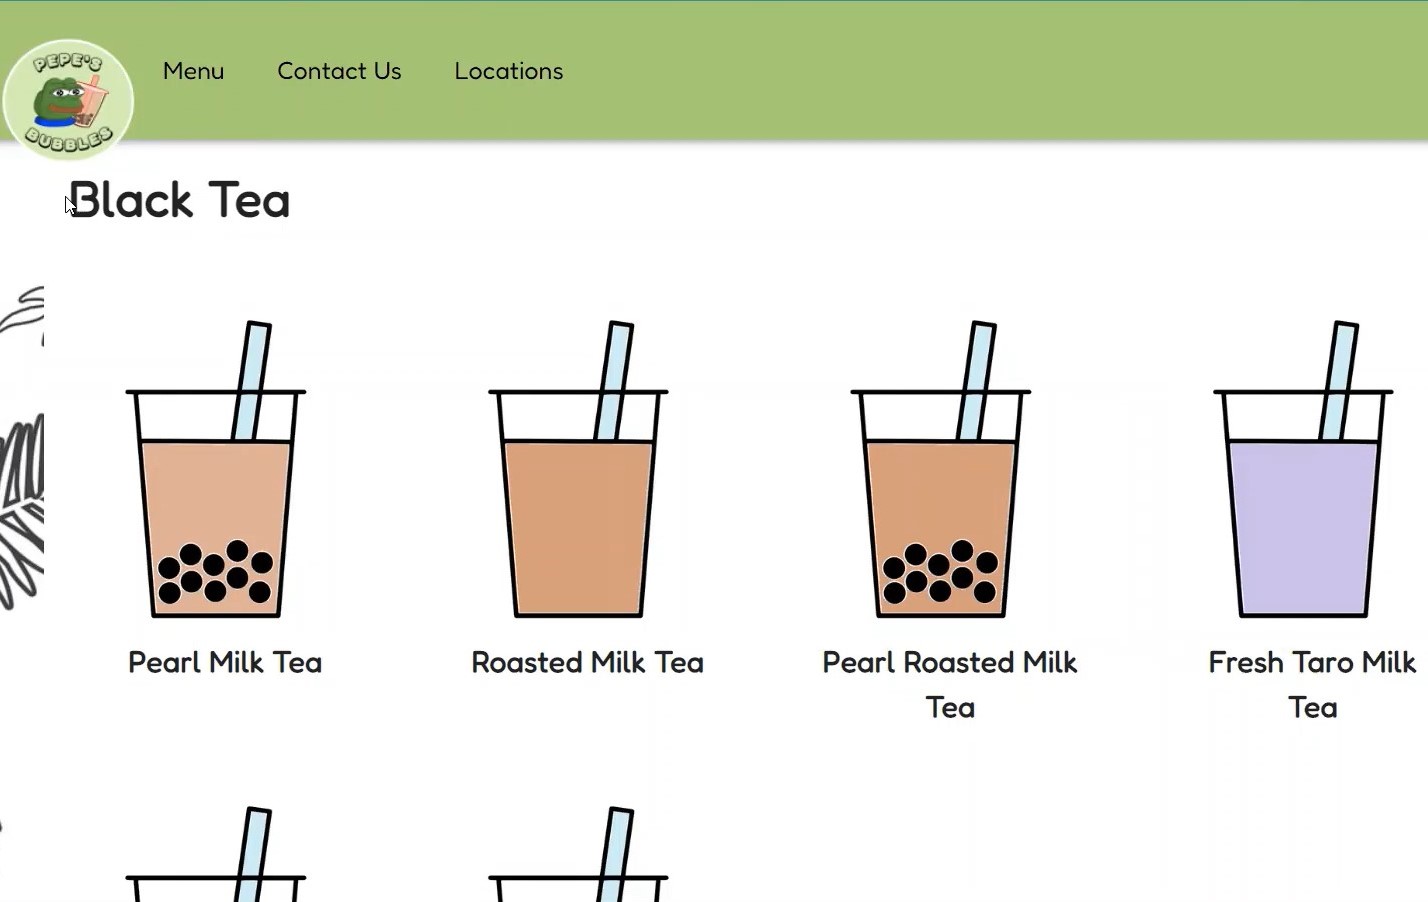 PEPE'S
BUBBLES
Menu
Contact Us
Locations
Black Tea
Pearl Milk Tea
Roasted Milk Tea
Pearl Roasted Milk
Tea
Fresh Taro Milk
Tea